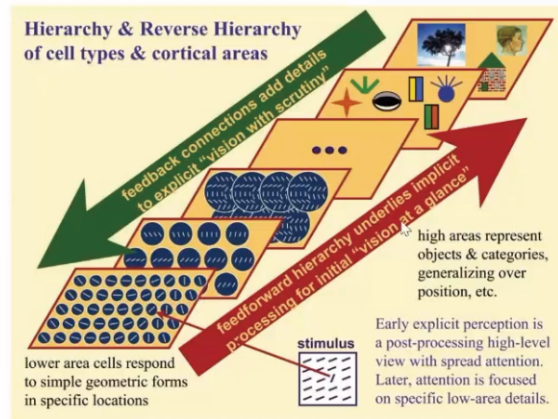 Hierarchy & Reverse Hierarchy
of cell types & cortical areas
feedback connections add details
to explicit “vision with scrutiny”
feedforward hierarchy underlies implicit
processing for initial “vision at a glance”
high areas represent
objects & categories,
generalizing over
position, etc.
stimulus
lower area cells respond
to simple geometric forms
in specific locations
Early explicit perception is
a post-processing high-level
view with spread attention.
Later, attention is focused
on specific low-area details.